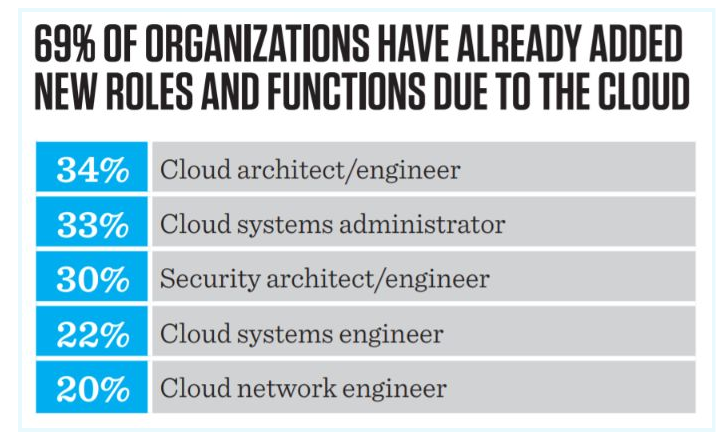 69% OF ORGANIZATIONS HAVE ALREADY ADDED
NEW ROLES AND FUNCTIONS DUE TO THE CLOUD
34% Cloud architect/engineer
33% Cloud systems administrator
30% Security architect/engineer
22% Cloud systems engineer
20% Cloud network engineer